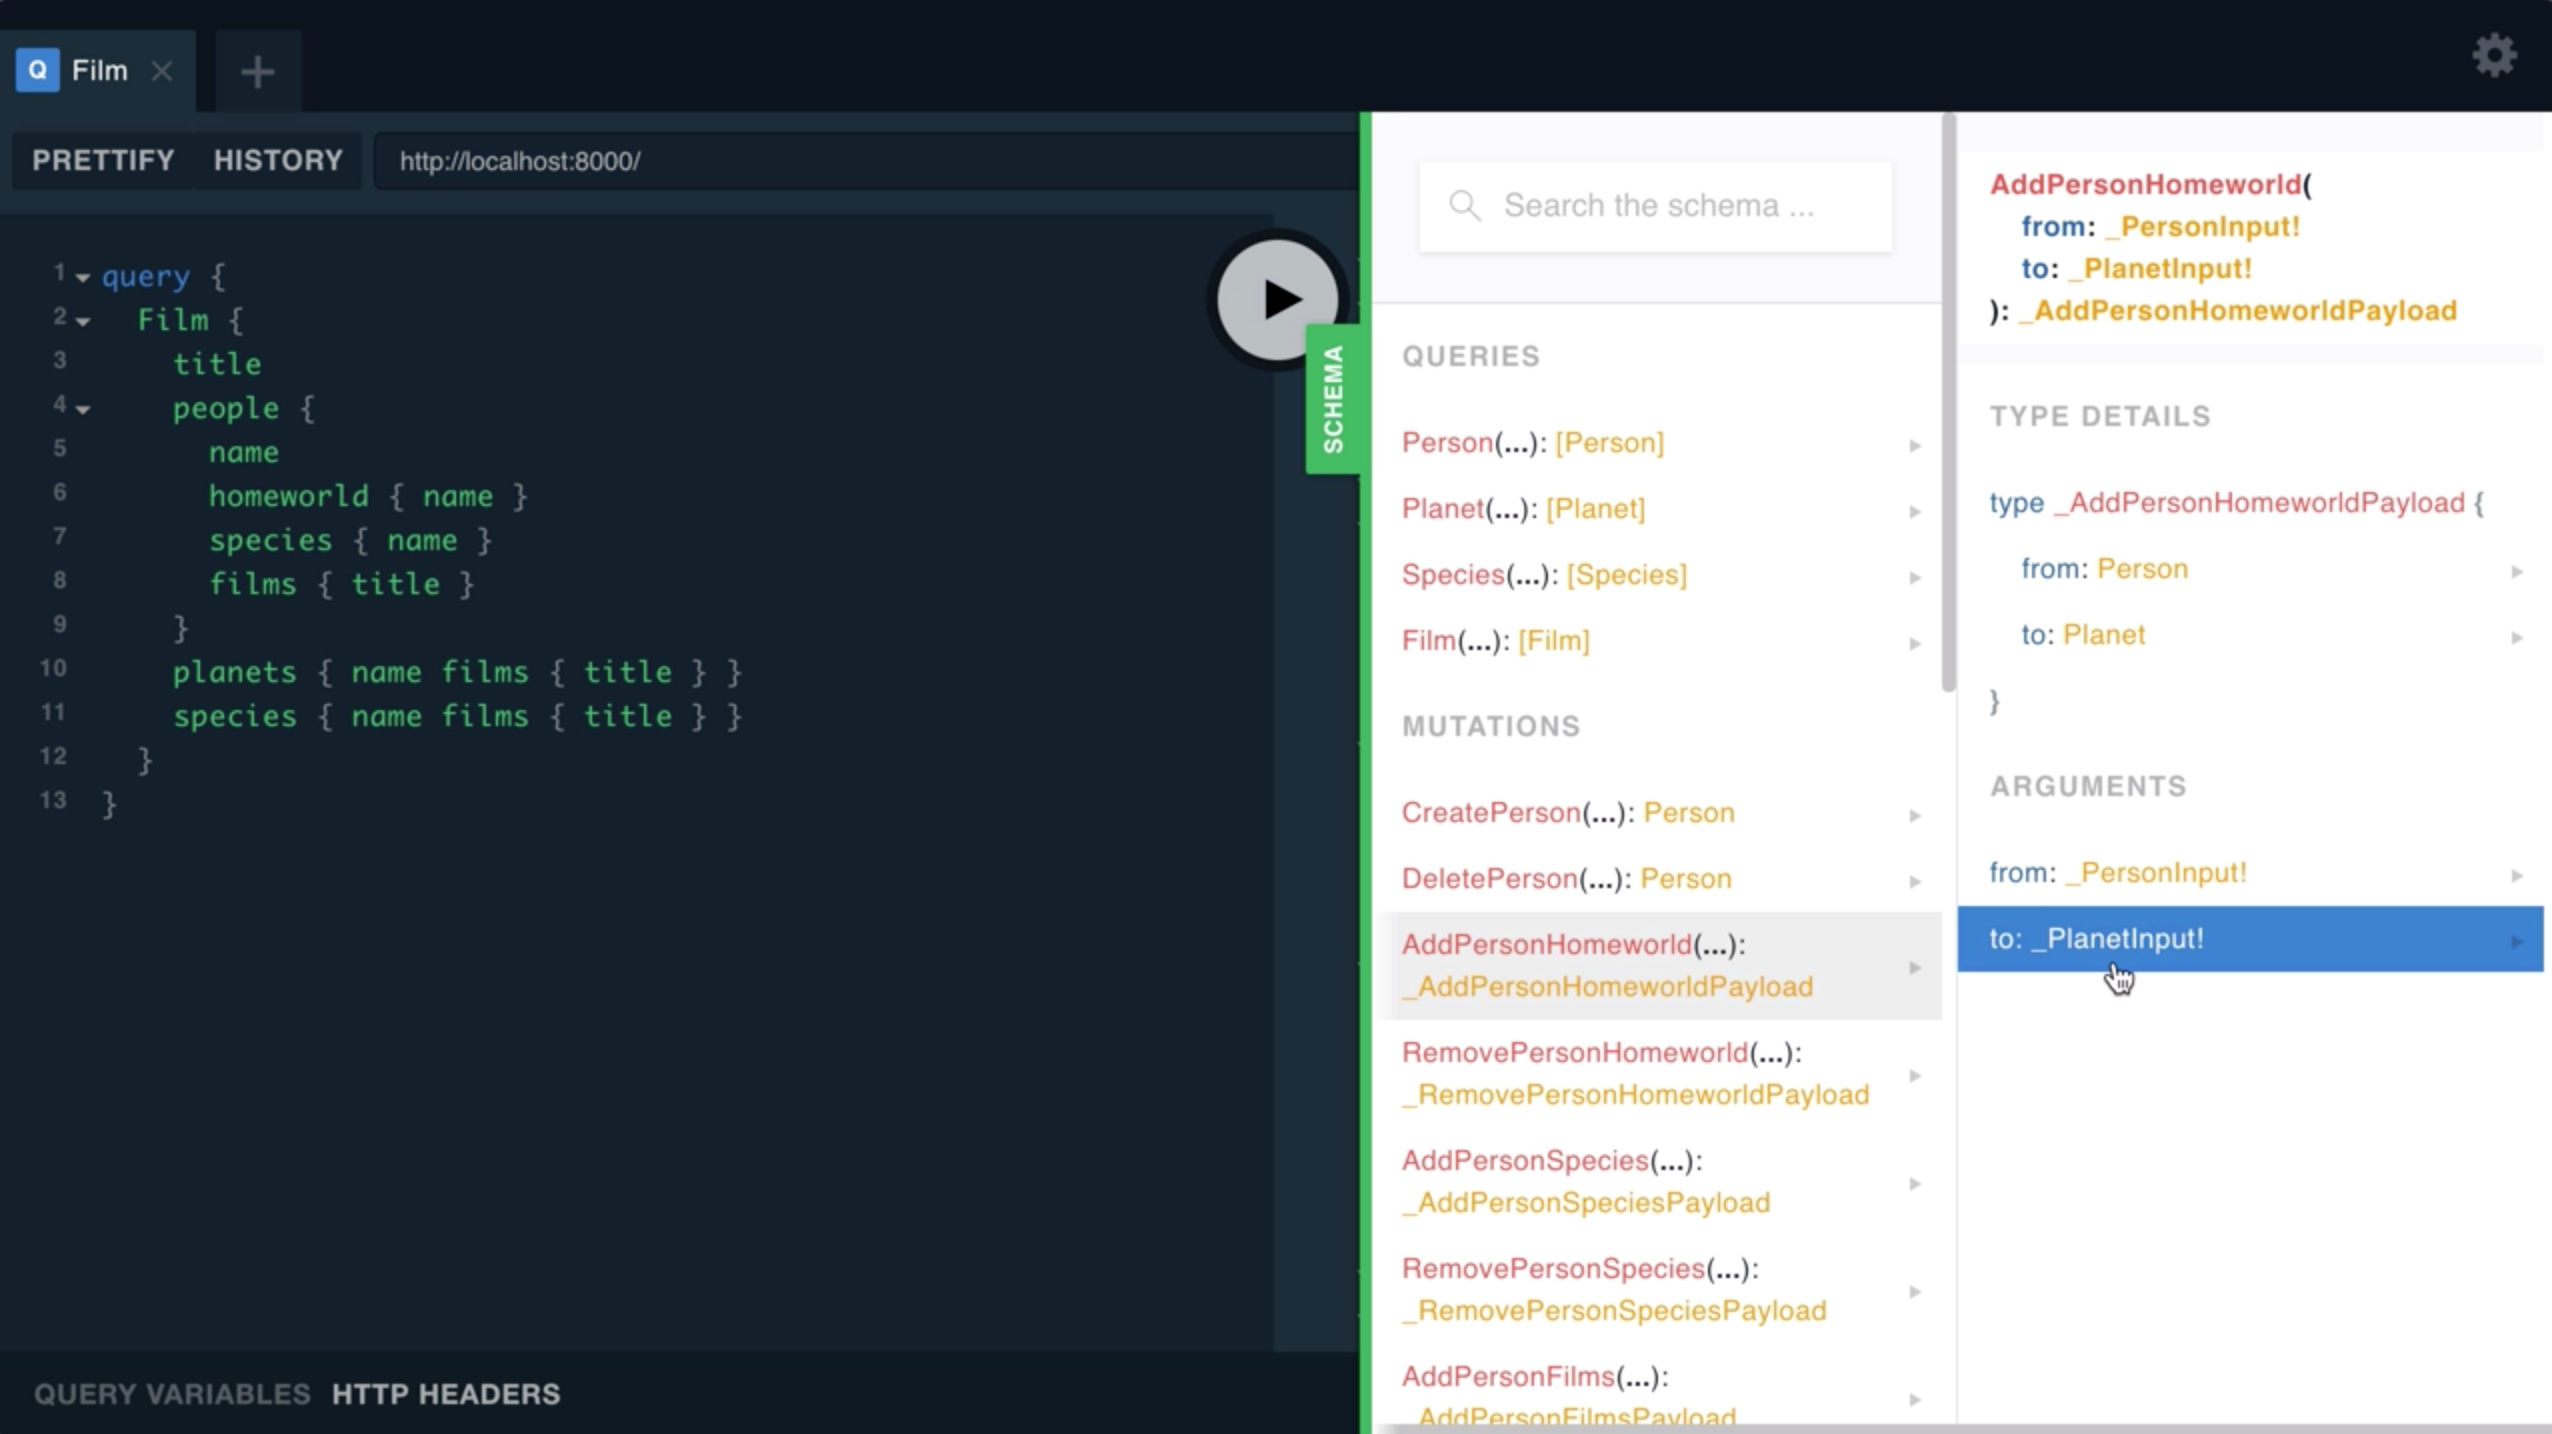 Q Film
PRETTIFY HISTORY http://localhost:8000/
1 query {
2 Film {
3 title
4 people {
5 name
6 homeworld { name }
7 species { name }
8 films { title }
9 }
10 planets { name films { title } }
11 species { name films { title } }
12 }
13 }
QUERY VARIABLES HTTP HEADERS
SCHEMA
Search the schema ...
QUERIES
Person(...): [Person]
Planet(...): [Planet]
Species(...): [Species]
Film(...): [Film]
MUTATIONS
CreatePerson(...): Person
DeletePerson(...): Person
AddPersonHomeworld(...):
_AddPersonHomeworldPayload
RemovePersonHomeworld(...):
_RemovePersonHomeworldPayload
AddPersonSpecies(...):
_AddPersonSpeciesPayload
RemovePersonSpecies(...):
_RemovePersonSpeciesPayload
AddPersonFilms(...):
_AddPersonFilmsPayload
AddPersonHomeworld(
from: _PersonInput!
to: _PlanetInput!
): _AddPersonHomeworldPayload
TYPE DETAILS
type _AddPersonHomeworldPayload {
from: Person
to: Planet
}
ARGUMENTS
from: _PersonInput!
to: _PlanetInput!